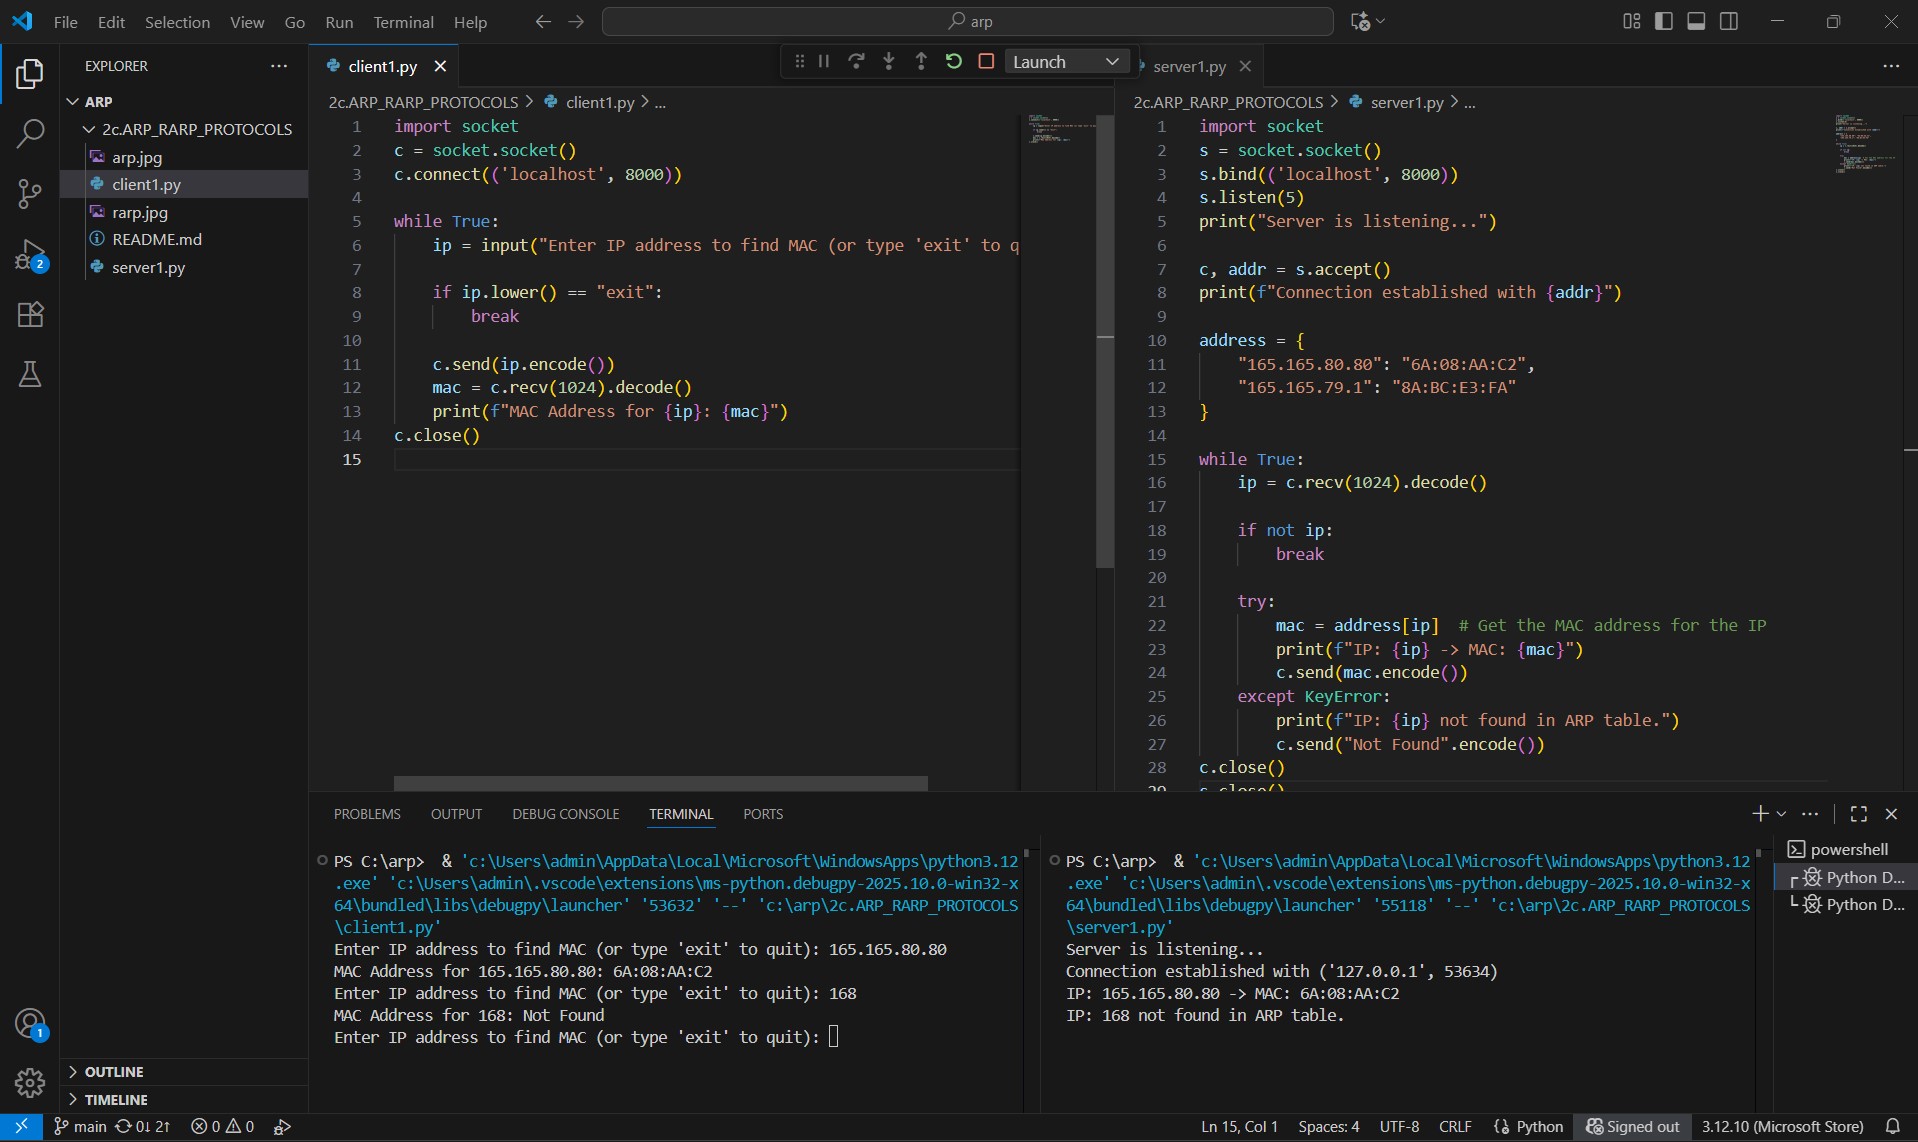 File Edit Selection View Go Run Terminal Help
arp
EXPLORER
ARP
2c.ARP_RARP_PROTOCOLS
arp.jpg
client1.py
rarp.jpg
README.md
server1.py
OUTLINE
TIMELINE
2
1
client1.py
Launch
server1.py
2c.ARP_RARP_PROTOCOLS > client1.py > ...
1 import socket
2 c = socket.socket()
3 c.connect(('localhost', 8000))
4
5 while True:
6     ip = input("Enter IP address to find MAC (or type 'exit' to q
7
8     if ip.lower() == "exit":
9         break
10
11     c.send(ip.encode())
12     mac = c.recv(1024).decode()
13     print(f"MAC Address for {ip}: {mac}")
14 c.close()
15
2c.ARP_RARP_PROTOCOLS > server1.py > ...
1 import socket
2 s = socket.socket()
3 s.bind(('localhost', 8000))
4 s.listen(5)
5 print("Server is listening...")
6
7 c, addr = s.accept()
8 print(f"Connection established with {addr}")
9
10 address = {
11     "165.165.80.80": "6A:08:AA:C2",
12     "165.165.79.1": "8A:BC:E3:FA"
13 }
14
15 while True:
16     ip = c.recv(1024).decode()
17
18     if not ip:
19         break
20
21     try:
22         mac = address[ip]  # Get the MAC address for the IP
23         print(f"IP: {ip} -> MAC: {mac}")
24         c.send(mac.encode())
25     except KeyError:
26         print(f"IP: {ip} not found in ARP table.")
27         c.send("Not Found".encode())
28 c.close()
PROBLEMS OUTPUT DEBUG CONSOLE TERMINAL PORTS
PS C:\arp>  & 'c:\Users\admin\AppData\Local\Microsoft\WindowsApps\python3.12
.exe' 'c:\Users\admin\.vscode\extensions\ms-python.debugpy-2025.10.0-win32-x
64\bundled\libs\debugpy\launcher' '53632' '--' 'c:\arp\2c.ARP_RARP_PROTOCOLS
\client1.py'
Enter IP address to find MAC (or type 'exit' to quit): 165.165.80.80
MAC Address for 165.165.80.80: 6A:08:AA:C2
Enter IP address to find MAC (or type 'exit' to quit): 168
MAC Address for 168: Not Found
Enter IP address to find MAC (or type 'exit' to quit):
PS C:\arp>  & 'c:\Users\admin\AppData\Local\Microsoft\WindowsApps\python3.12
.exe' 'c:\Users\admin\.vscode\extensions\ms-python.debugpy-2025.10.0-win32-x
64\bundled\libs\debugpy\launcher' '55118' '--' 'c:\arp\2c.ARP_RARP_PROTOCOLS
\server1.py'
Server is listening...
Connection established with ('127.0.0.1', 53634)
IP: 165.165.80.80 -> MAC: 6A:08:AA:C2
IP: 168 not found in ARP table.
powershell
Python D...
Python D...
main 0↓ 2↑ 0 0
Ln 15, Col 1 Spaces: 4 UTF-8 CRLF {} Python Signed out 3.12.10 (Microsoft Store)